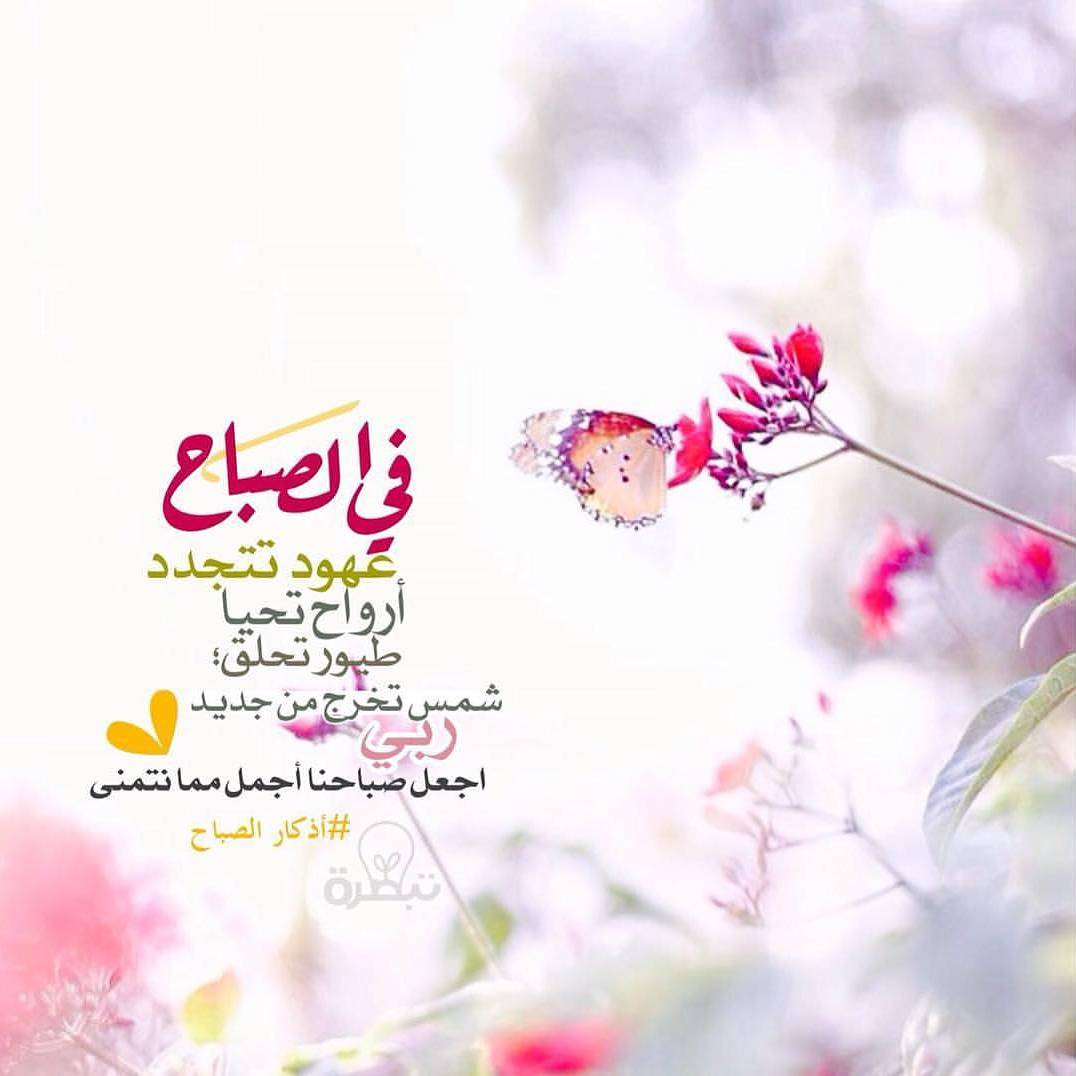 في الصباح
عهود تتجدد
أرواح تحيا
طيور تحلق؛
شمس تخرج من جديد
ربي
اجعل صباحنا أجمل مما نتمنى
#أذكار الصباح
تبصرة